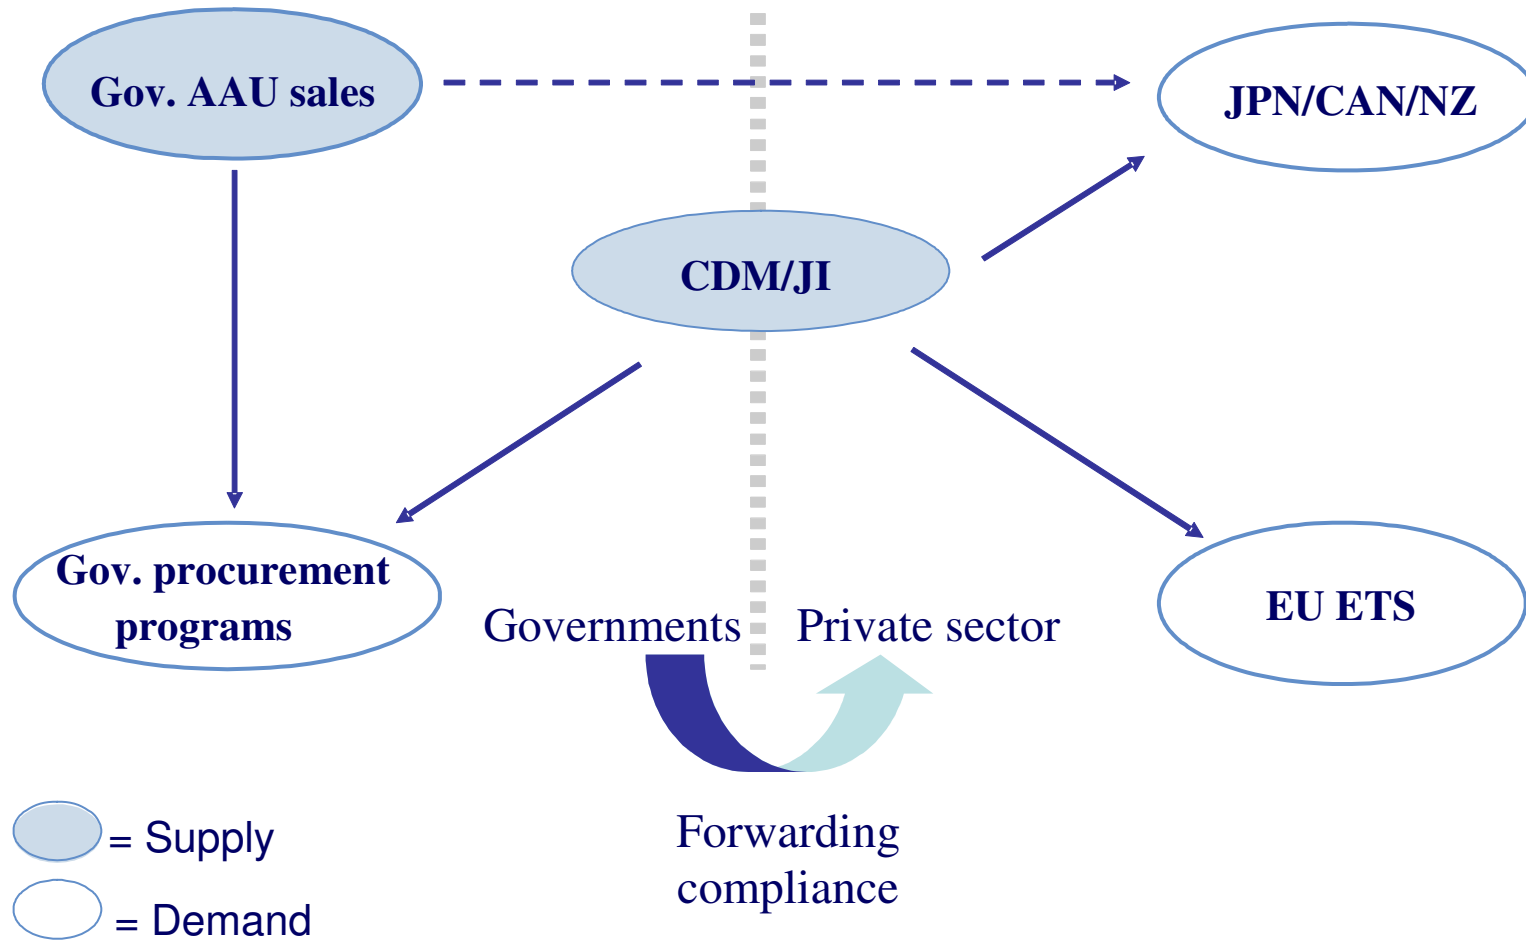 Gov. AAU sales
JPN/CAN/NZ
CDM/JI
Gov. procurement
programs
EU ETS
Governments
Private sector
Forwarding
compliance
= Supply
= Demand